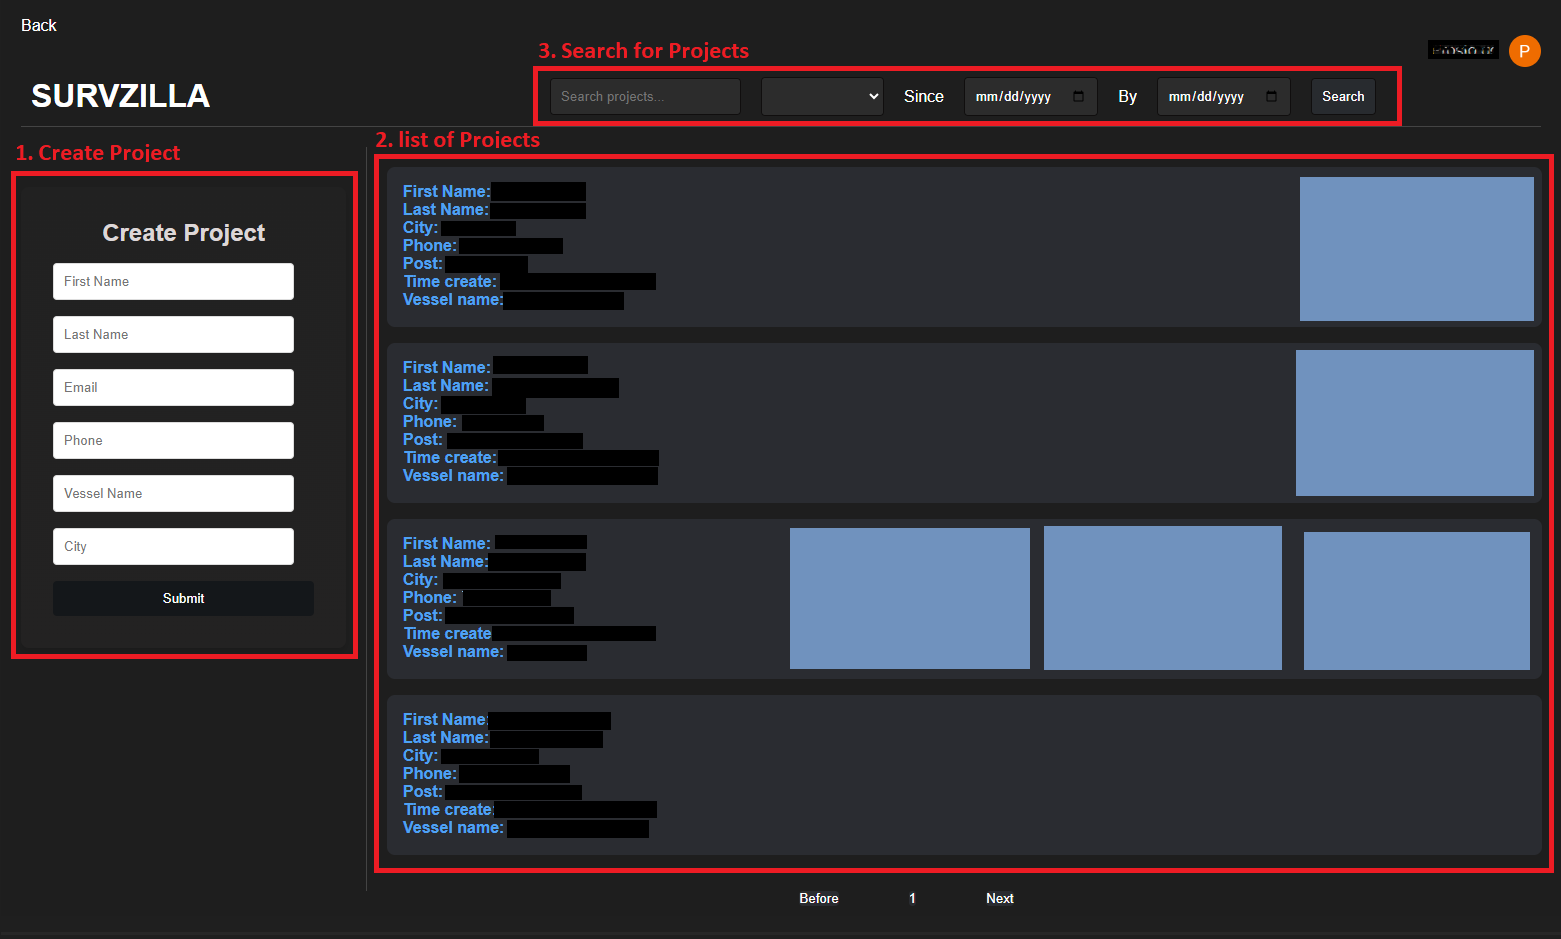 Back
3. Search for Projects
P
SURVZILLA
Search projects...
Since
mm/dd/yyyy
By
mm/dd/yyyy
Search
1. Create Project
2. list of Projects
Create Project
First Name
Last Name
Email
Phone
Vessel Name
City
Submit
First Name:
Last Name:
City:
Phone:
Post:
Time create:
Vessel name:
First Name:
Last Name:
City:
Phone:
Post:
Time create:
Vessel name:
First Name:
Last Name:
City:
Phone:
Post:
Time create
Vessel name:
First Name:
Last Name:
City:
Phone:
Post:
Time create:
Vessel name:
Before
1
Next